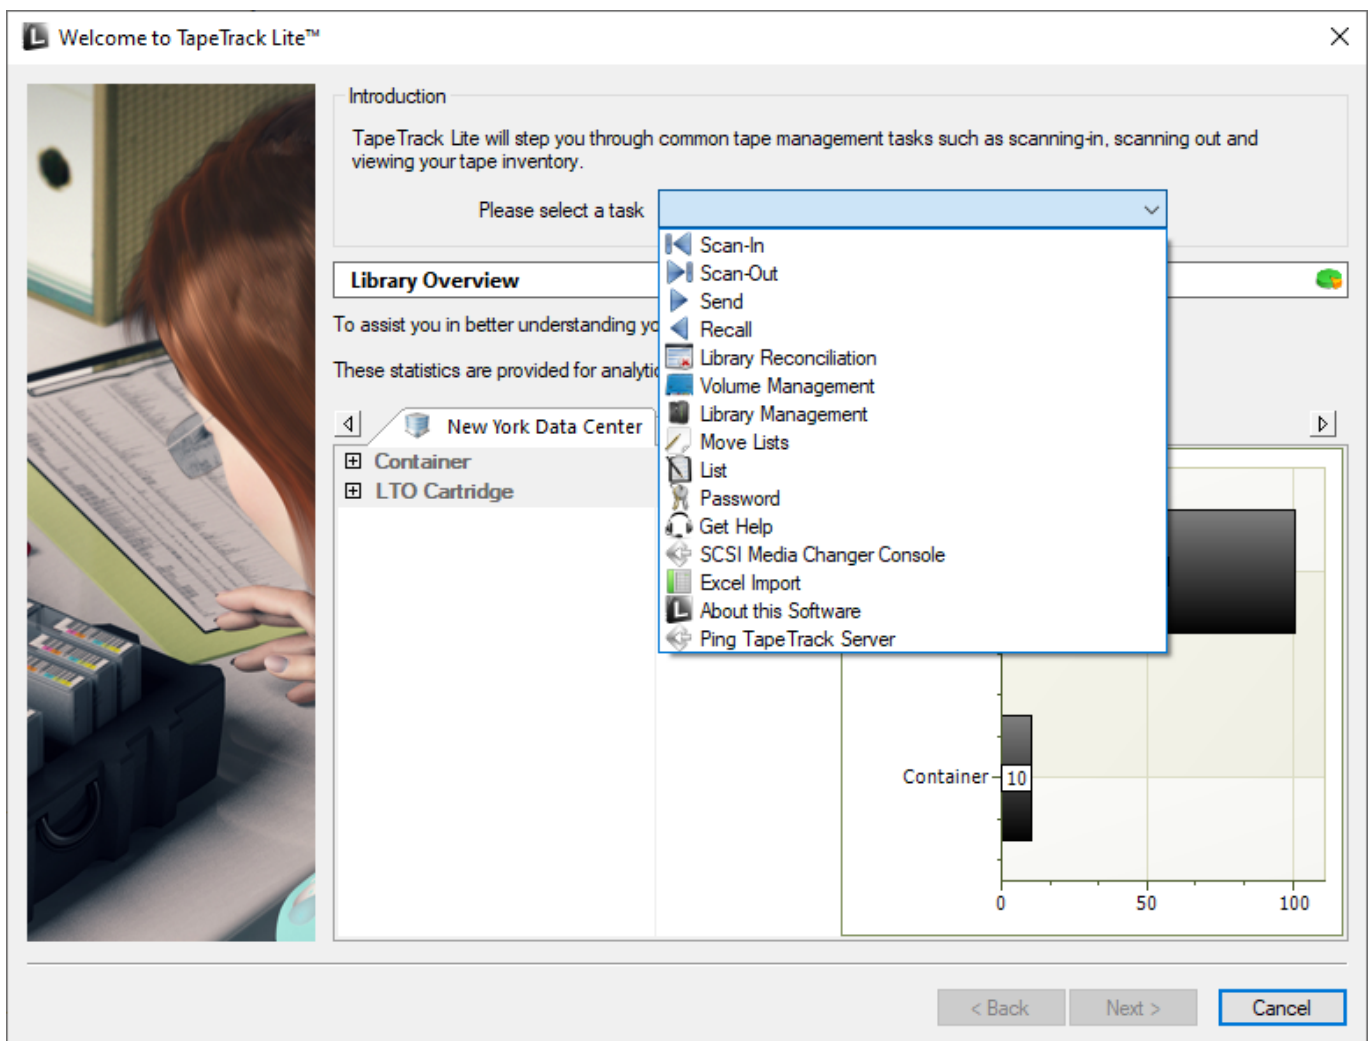 Welcome to TapeTrack Lite™
Introduction
TapeTrack Lite will step you through common tape management tasks such as scanning-in, scanning out and
viewing your tape inventory.
Please select a task
Scan-In
Scan-Out
Send
Recall
Library Reconciliation
Volume Management
Library Management
Move Lists
List
Password
Get Help
SCSI Media Changer Console
Excel Import
About this Software
Ping TapeTrack Server
Library Overview
To assist you in better understanding
These statistics are provided for
New York Data Center
Container
LTO Cartridge
Container
10
0 50 100
< Back Next > Cancel